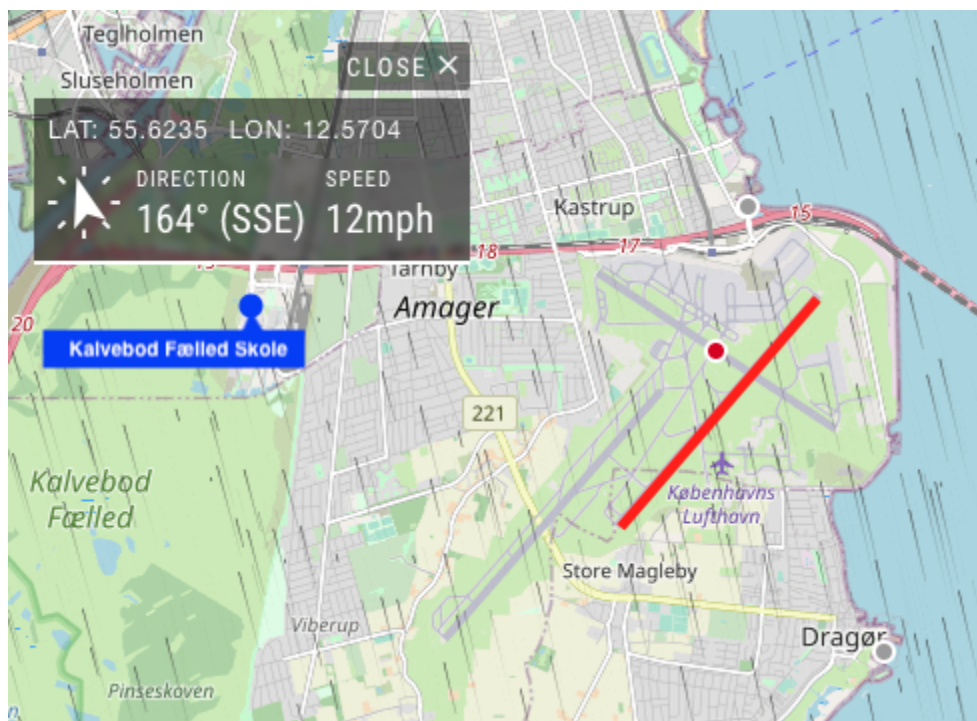 Teglholmen
CLOSE ×
Sluseholmen
LAT: 55.6235 LON: 12.5704
DIRECTION SPEED
164° (SSE) 12mph
Kastrup
15
18
17
Tårnby
Amager
20
Kalvebod Fælled Skole
221
Kalvebod
Fælled
Københavns
Lufthavn
Store Magleby
Viberup
Dragør
Pinseskoven